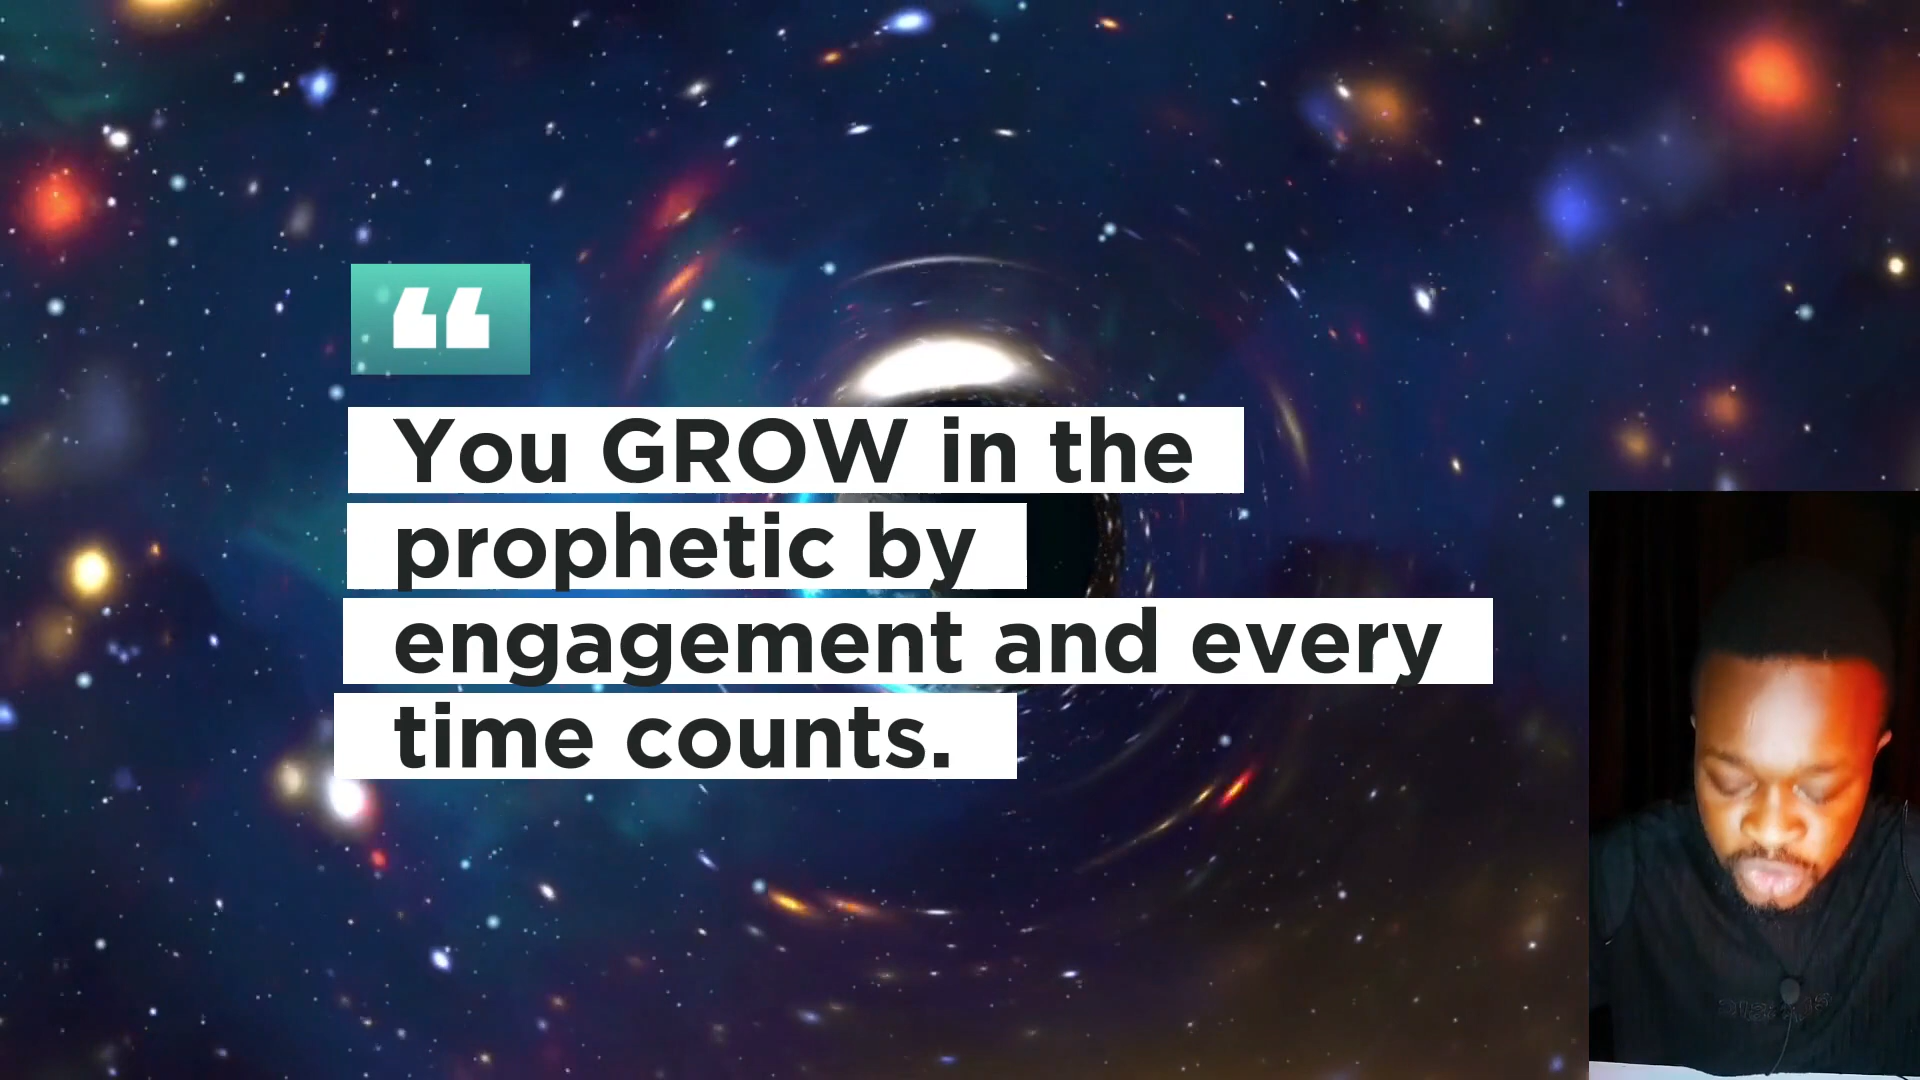 ❝
You GROW in the
prophetic by
engagement and every
time counts.